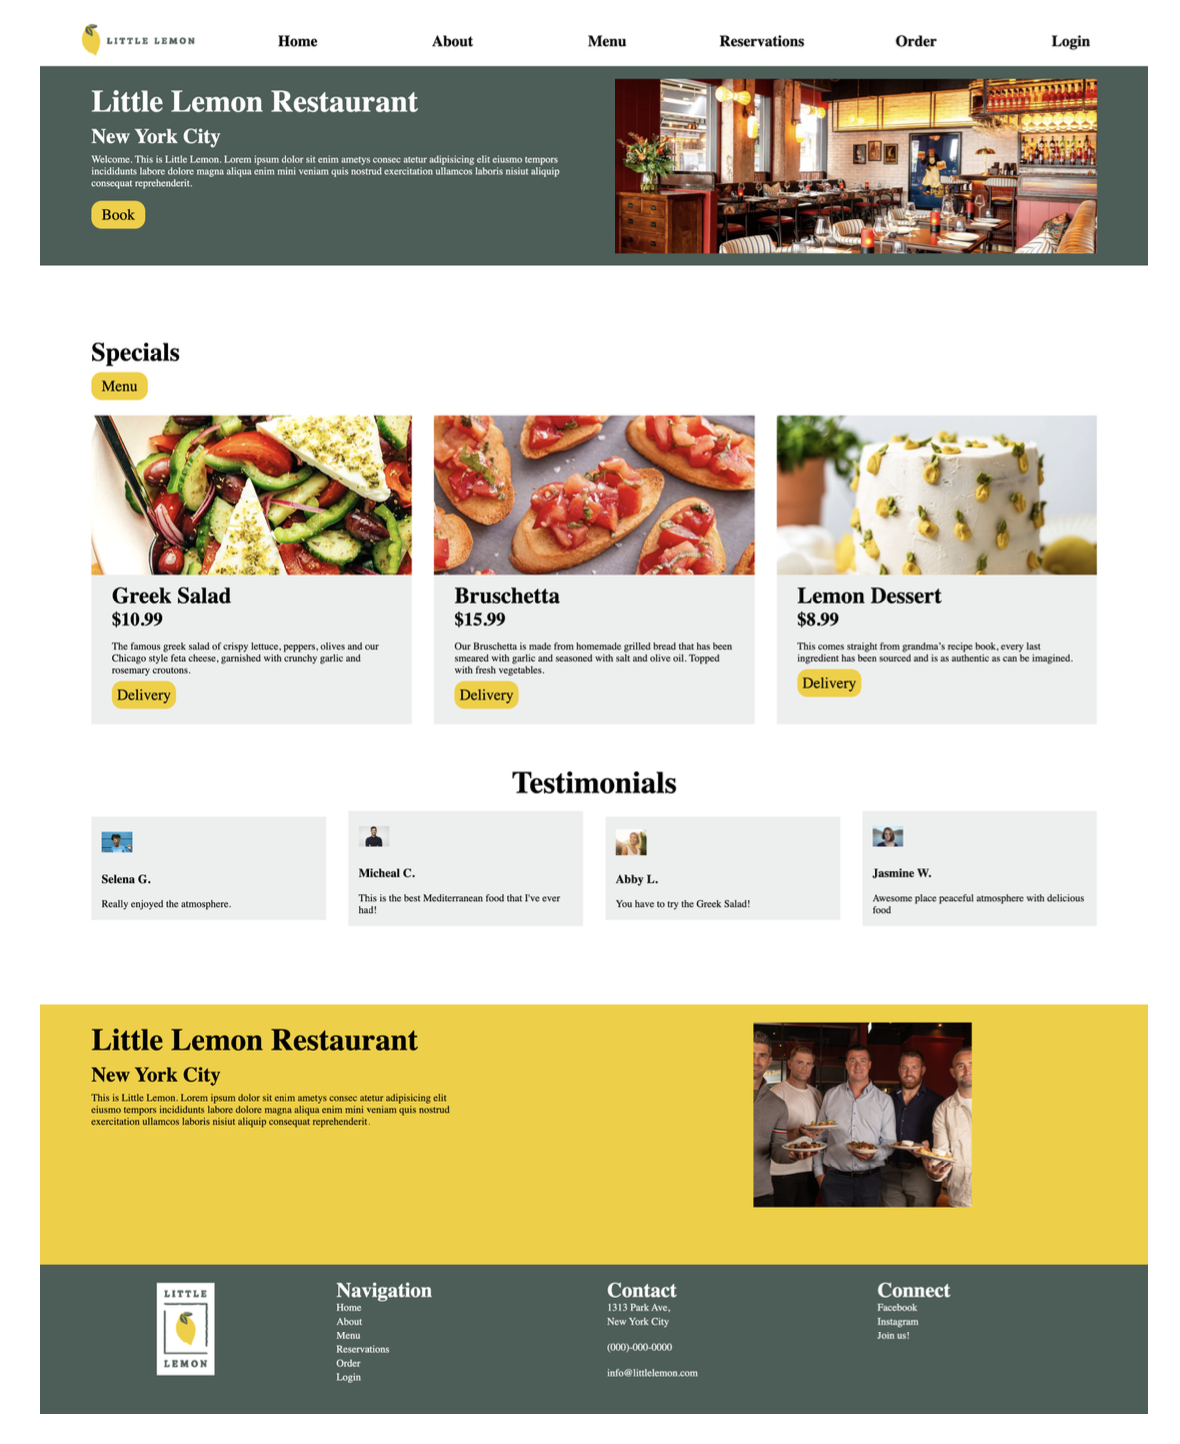 LITTLE LEMON
Home
About
Menu
Reservations
Order
Login
Little Lemon Restaurant
New York City
Welcome. This is Little Lemon. Lorem ipsum dolor sit enim ametys consec atetur adipisicing elit eiusmo tempors
incididunts labore dolore magna aliqua enim mini veniam quis nostrud exercitation ullamcos laboris nisiut aliquip
consequat reprehenderit.
Book
Specials
Menu
Greek Salad
$10.99
The famous greek salad of crispy lettuce, peppers, olives and our
Chicago style feta cheese, garnished with crunchy garlic and
rosemary croutons.
Delivery
Bruschetta
$15.99
Our Bruschetta is made from homemade grilled bread that has been
smeared with garlic and seasoned with salt and olive oil. Topped
with fresh vegetables.
Delivery
Lemon Dessert
$8.99
This comes straight from grandma's recipe book, every last
ingredient has been sourced and is as authentic as can be imagined.
Delivery
Testimonials
Selena G.
Really enjoyed the atmosphere.
Micheal C.
This is the best Mediterranean food that I've ever
had!
Abby L.
You have to try the Greek Salad!
Jasmine W.
Awesome place peaceful atmosphere with delicious
food
Little Lemon Restaurant
New York City
This is Little Lemon. Lorem ipsum dolor sit enim ametys consec atetur adipisicing elit
eiusmo tempors incididunts labore dolore magna aliqua enim mini veniam quis nostrud
exercitation ullamcos laboris nisiut aliquip consequat reprehenderit.
LITTLE
LEMON
Navigation
Home
About
Menu
Reservations
Order
Login
Contact
1313 Park Ave,
New York City
(000)-000-0000
info@littlelemon.com
Connect
Facebook
Instagram
Join us!